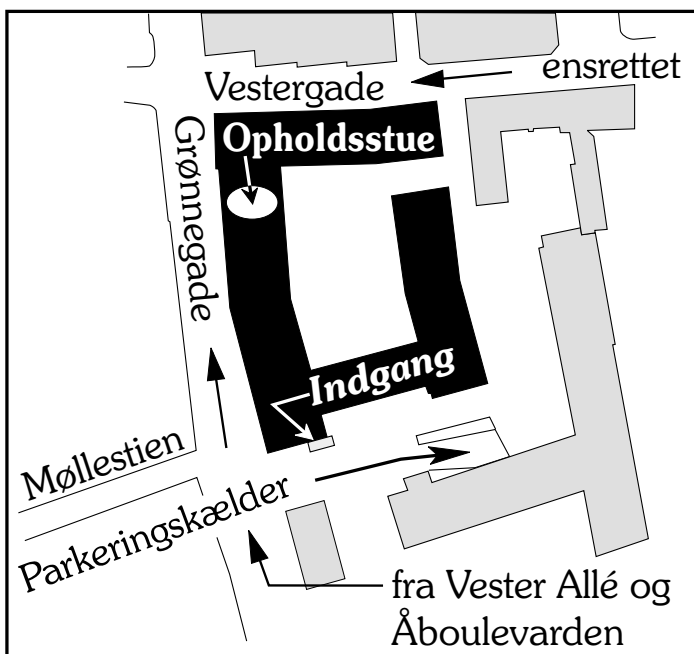 ensrettet
Vestergade
Opholdsstue
Grønnegade
Indgang
Møllestien
Parkeringskælder
fra Vester Allé og
Åboulevarden